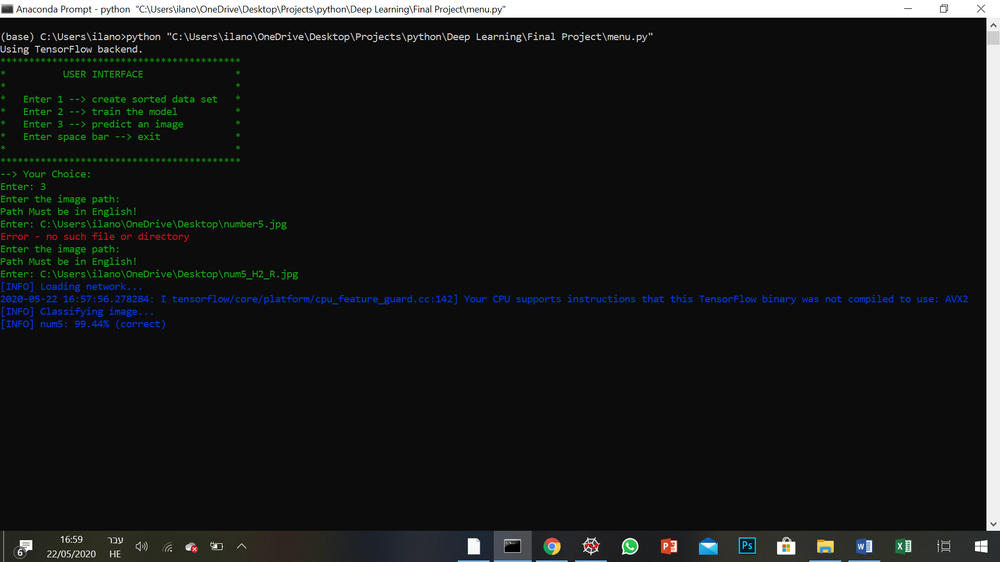 Anaconda Prompt - python  "C:\Users\ilano\OneDrive\Desktop\Projects\python\Deep Learning\Final Project\menu.py"
(base) C:\Users\ilano>python "C:\Users\ilano\OneDrive\Desktop\Projects\python\Deep Learning\Final Project\menu.py"
Using TensorFlow backend.
******************************************
*          USER INTERFACE                *
*                                        *
*   Enter 1 --> create sorted data set   *
*   Enter 2 --> train the model          *
*   Enter 3 --> predict an image         *
*   Enter space bar --> exit             *
*                                        *
******************************************
--> Your Choice:
Enter: 3
Enter the image path:
Path Must be in English!
Enter: C:\Users\ilano\OneDrive\Desktop\number5.jpg
Error - no such file or directory
Enter the image path:
Path Must be in English!
Enter: C:\Users\ilano\OneDrive\Desktop\num5_H2_R.jpg
[INFO] Loading network...
2020-05-22 16:57:56.278284: I tensorflow/core/platform/cpu_feature_guard.cc:142] Your CPU supports instructions that this TensorFlow binary was not compiled to use: AVX2
[INFO] Classifying image...
[INFO] num5: 99.44% (correct)
6
16:59
22/05/2020
עבר
HE
C:\_
P
Ps
W
X